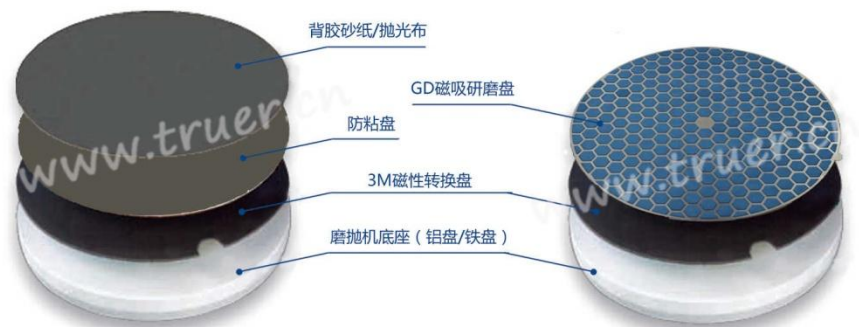 背胶砂纸/抛光布
GD磁吸研磨盘
防粘盘
3M磁性转换盘
磨抛机底座（铝盘/铁盘）
www.truer.cn
www.truer.cn